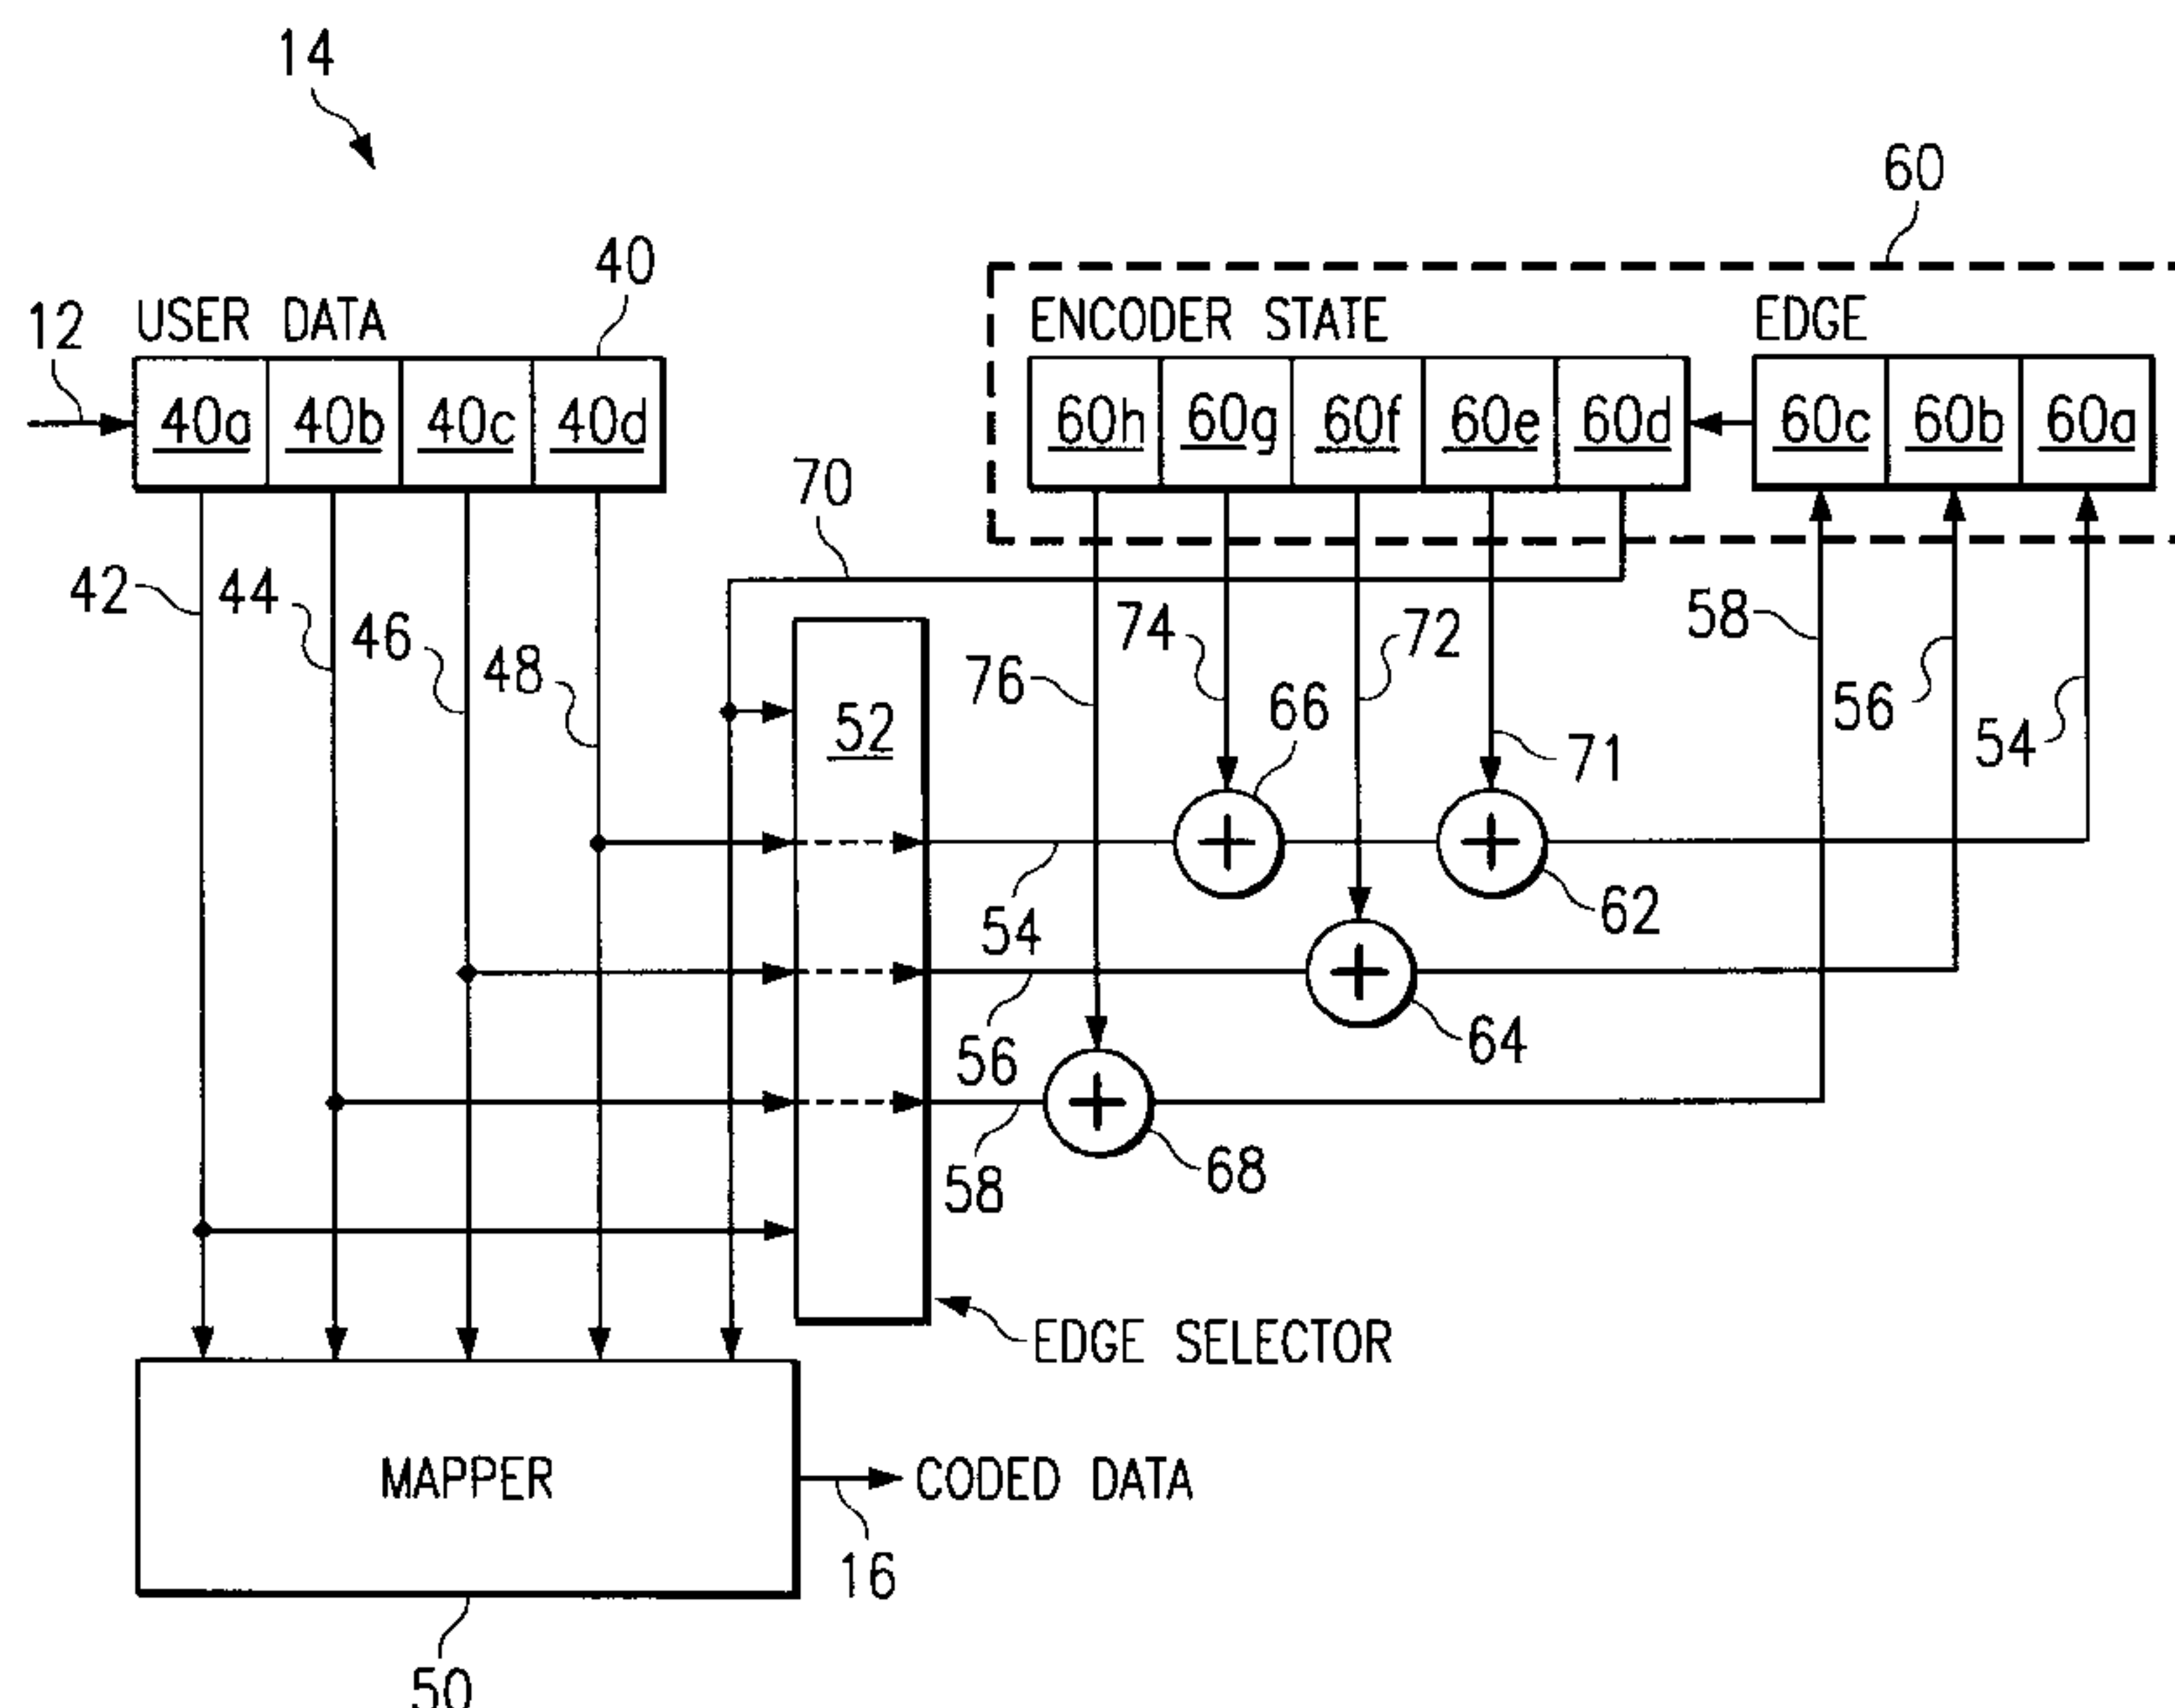 14
60
40
12
USER DATA
ENCODER STATE
EDGE
40a 40b 40c 40d
60h 60g 60f 60e 60d
60c 60b 60a
70
42
44
46
48
74
72
58
76
66
56
52
71
54
54
62
56
64
58
68
EDGE SELECTOR
MAPPER
CODED DATA
16
50